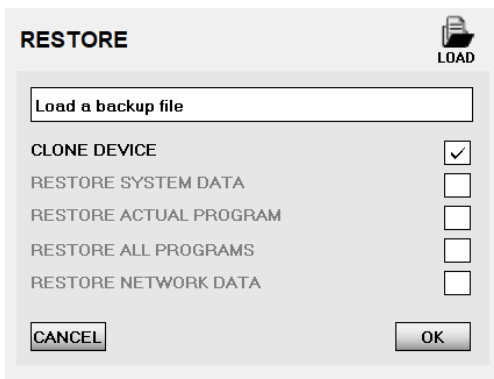 RESTORE
LOAD
Load a backup file
CLONE DEVICE
RESTORE SYSTEM DATA
RESTORE ACTUAL PROGRAM
RESTORE ALL PROGRAMS
RESTORE NETWORK DATA
CANCEL
OK